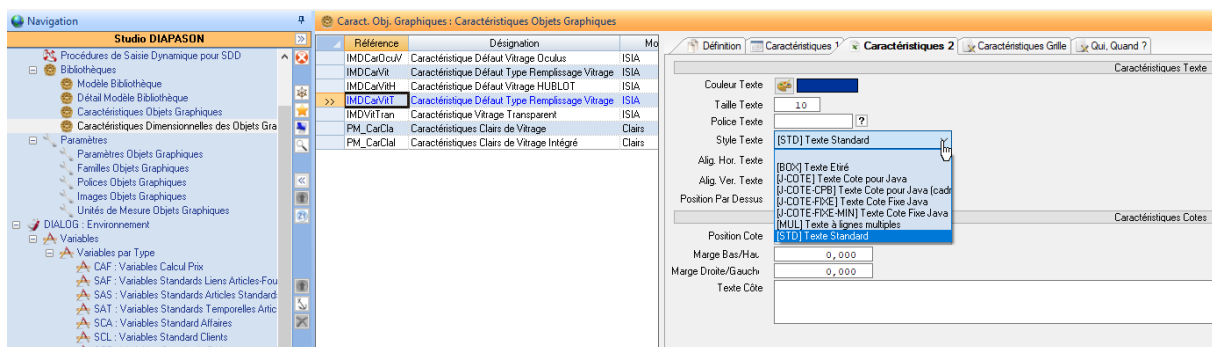 Navigation
Studio DIAPASON
Procédures de Saisie Dynamique pour SDD
Bibliothèques
Modèle Bibliothèque
Détail Modèle Bibliothèque
Caractéristiques Objets Graphiques
Caractéristiques Dimensionnelles des Objets Gra
Paramètres
Paramètres Objets Graphiques
Familles Objets Graphiques
Polices Objets Graphiques
Images Objets Graphiques
Unités de Mesure Objets Graphiques
DIALOG : Environnement
Variables
Variables par Type
CAF : Variables Calcul Prix
SAF : Variables Standards Liens Articles-Fou
SAS : Variables Standards Articles Standard
SAT : Variables Standards Temporelles Artic
SCA : Variables Standard Affaires
SCL : Variables Standard Clients
Caract. Obj. Graphiques : Caractéristiques Objets Graphiques
Référence Désignation Mo
IMDCarOcuV Caractéristique Défaut Vitrage Oculus ISIA
IMDCarVit Caractéristique Défaut Type Remplissage Vitrage ISIA
IMDCarVitH Caractéristique Défaut Vitrage HUBLOT ISIA
>> IMDCarVitT Caractéristique Défaut Type Remplissage Vitrage ISIA
IMDVitTran Caractéristique Vitrage Transparent ISIA
PM_CarCla Caractéristiques Clairs de Vitrage Clairs
PM_CarClaI Caractéristiques Clairs de Vitrage Intégré Clairs
Définition Caractéristiques 1 Caractéristiques 2 Caractéristiques Grille Qui, Quand ?
Caractéristiques Texte
Couleur Texte
Taille Texte 10
Police Texte ?
Style Texte [STD] Texte Standard
Alig. Hor. Texte
Alig. Ver. Texte
Position Par Dessus
[BOX] Texte Etiré
[J-COTE] Texte Cote pour Java
[J-COTE-CPB] Texte Cote pour Java (cadr
[J-COTE-FIXE] Texte Cote Fixe Java
[J-COTE-FIXE-MIN] Texte Cote Fixe Java
[MUL] Texte à lignes multiples
[STD] Texte Standard
Caractéristiques Cotes
Position Cote
Marge Bas/Hau 0,000
Marge Droite/Gauch 0,000
Texte Côte